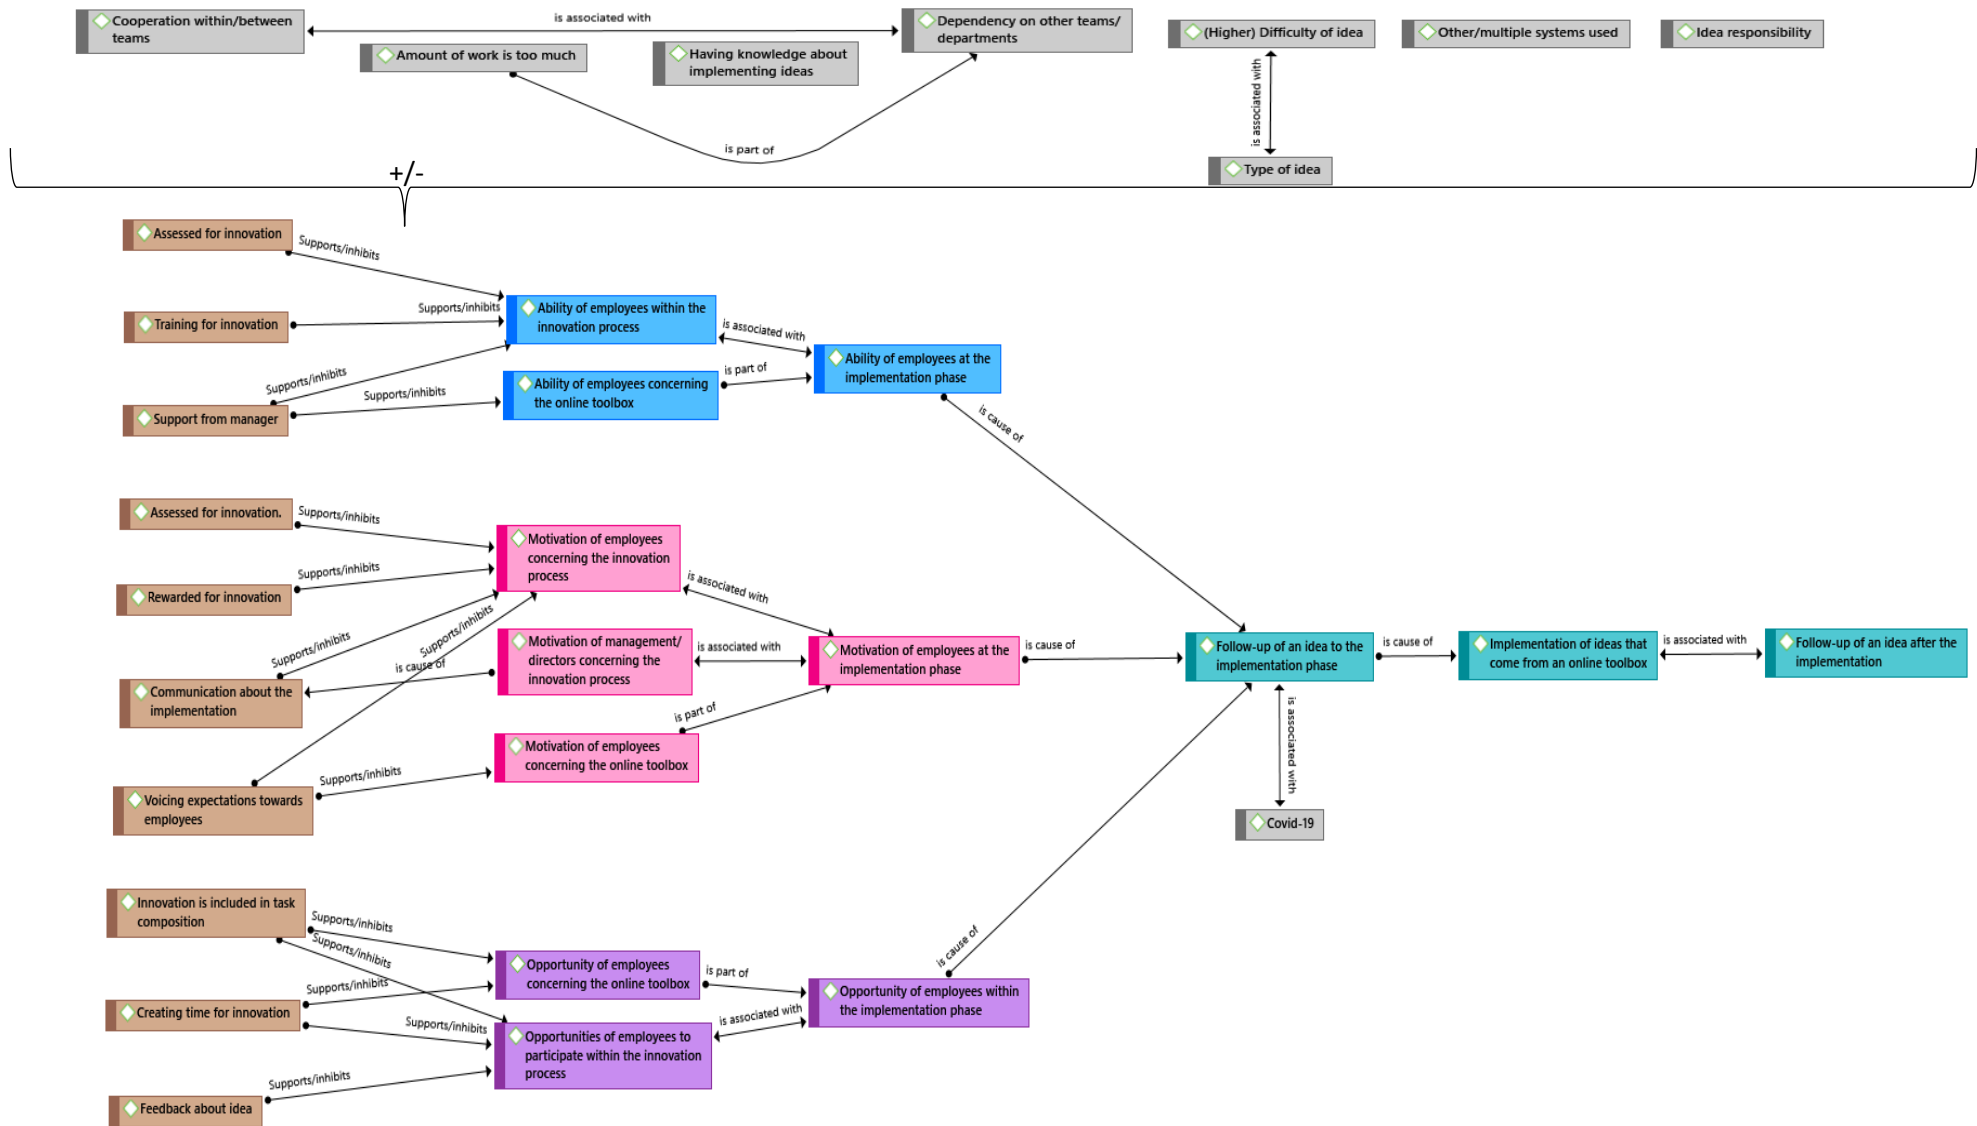 Cooperation within/between
teams
is associated with
Dependency on other teams/
departments
Amount of work is too much
Having knowledge about
implementing ideas
is part of
(Higher) Difficulty of idea
Other/multiple systems used
Idea responsibility
is associated with
Type of idea
+/-
Assessed for innovation
Supports/inhibits
Training for innovation
Supports/inhibits
Support from manager
Supports/inhibits
Supports/inhibits
Ability of employees within the
innovation process
is associated with
Ability of employees concerning
the online toolbox
is part of
Ability of employees at the
implementation phase
is cause of
Assessed for innovation.
Supports/inhibits
Rewarded for innovation
Supports/inhibits
Communication about the
implementation
Supports/inhibits
Supports/inhibits
is cause of
Voicing expectations towards
employees
Supports/inhibits
Motivation of employees
concerning the innovation
process
is associated with
Motivation of management/
directors concerning the
innovation process
is associated with
Motivation of employees
concerning the online toolbox
is part of
Motivation of employees at the
implementation phase
is cause of
Follow-up of an idea to the
implementation phase
is cause of
Implementation of ideas that
come from an online toolbox
is associated with
Follow-up of an idea after the
implementation
is associated with
Covid-19
Innovation is included in task
composition
Supports/inhibits
Supports/inhibits
Creating time for innovation
Supports/inhibits
Supports/inhibits
Feedback about idea
Supports/inhibits
Opportunity of employees
concerning the online toolbox
is part of
Opportunities of employees to
participate within the innovation
process
is associated with
Opportunity of employees within
the implementation phase
is cause of